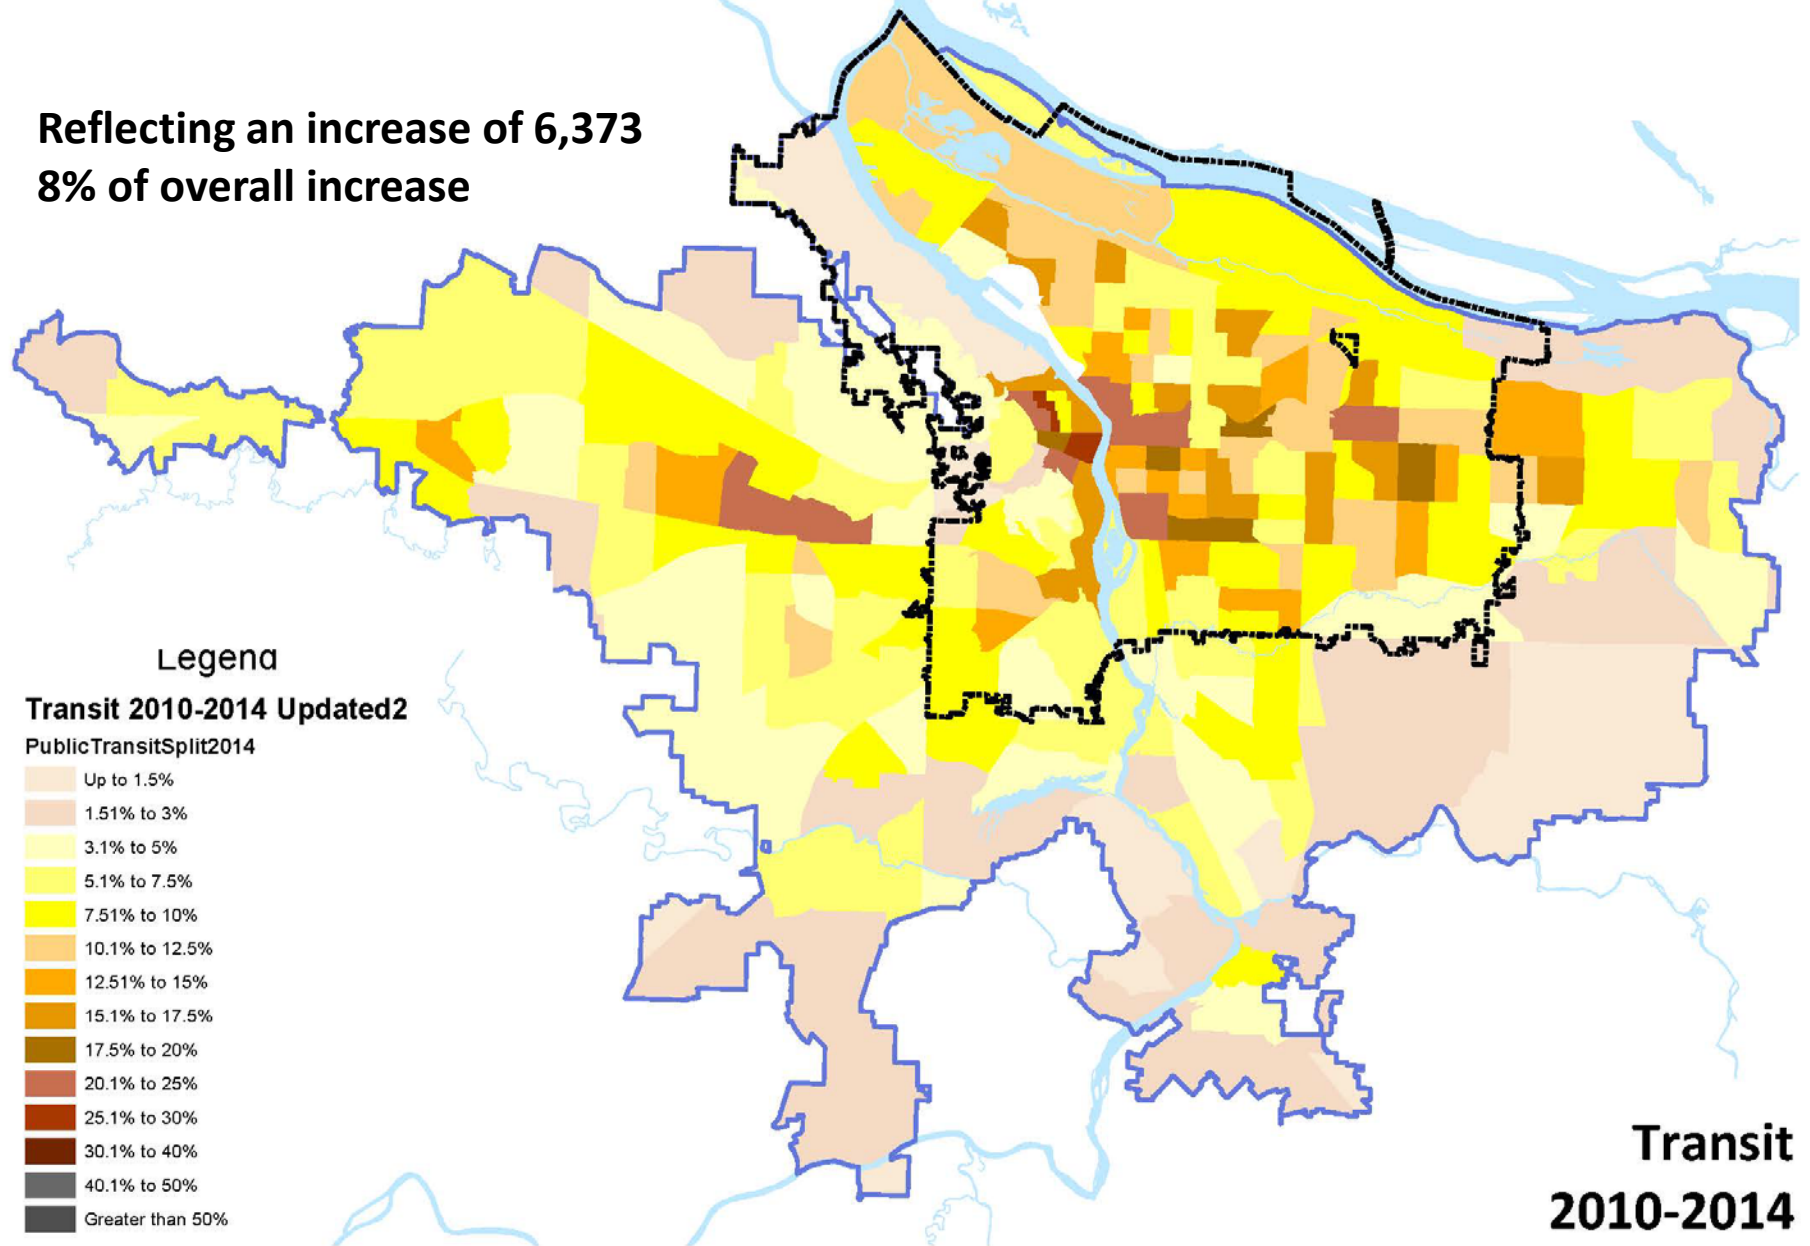 Reflecting an increase of 6,373
8% of overall increase
Legend
Transit 2010-2014 Updated2
PublicTransitSplit2014
Up to 1.5%
1.51% to 3%
3.1% to 5%
5.1% to 7.5%
7.51% to 10%
10.1% to 12.5%
12.51% to 15%
15.1% to 17.5%
17.5% to 20%
20.1% to 25%
25.1% to 30%
30.1% to 40%
40.1% to 50%
Greater than 50%
Transit
2010-2014